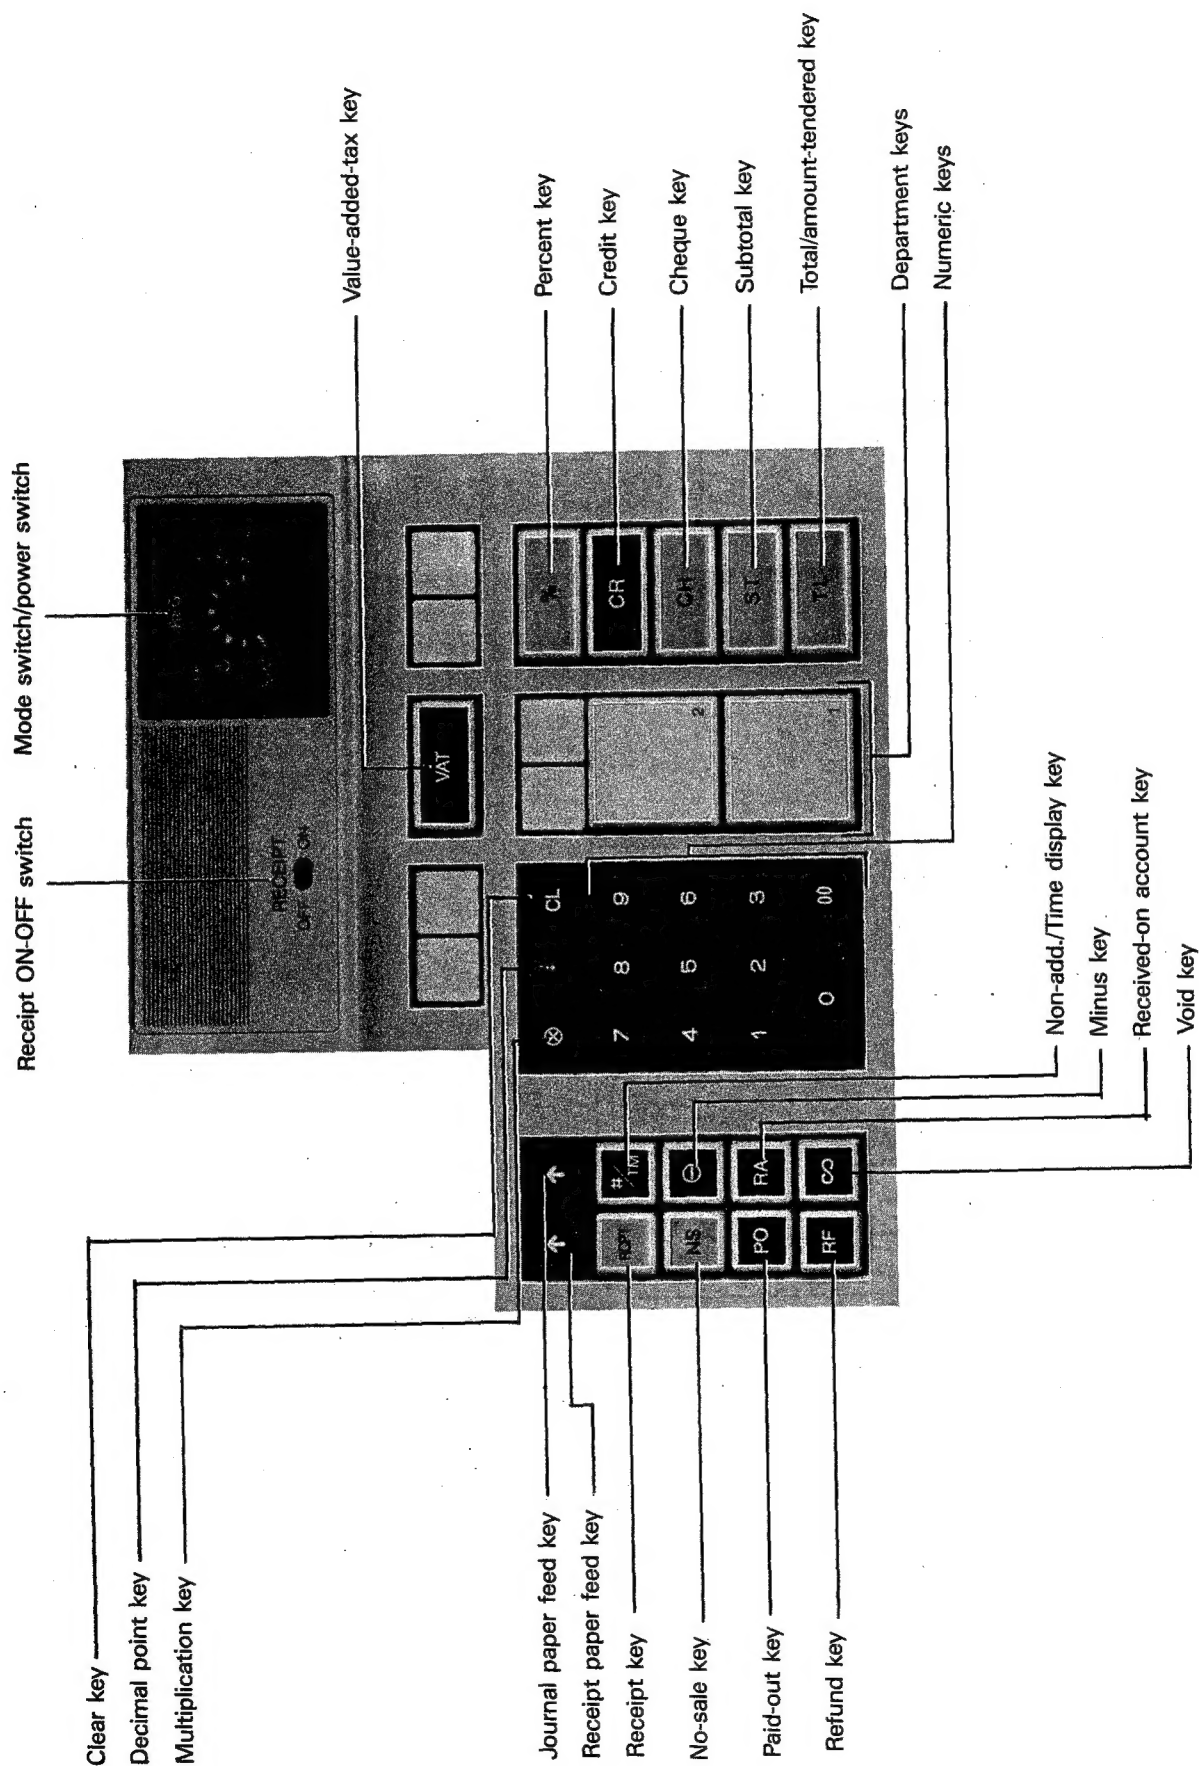 Receipt ON-OFF switch
Mode switch/power switch
Value-added-tax key
Clear key
Decimal point key
Multiplication key
Percent key
Credit key
Cheque key
Subtotal key
Total/amount-tendered key
Department keys
Numeric keys
Journal paper feed key
Receipt paper feed key
Receipt key
No-sale key
Paid-out key
Refund key
Non-add./Time display key
Minus key
Received-on account key
Void key
RECEIPT
OFF ON
REG
VAT
⊗ · CL
7 8 9
4 5 6
1 2 3
0 00
↑ ↑
RCPT #/TM
NS ⊖
PO RA
RF ∞
2
1
%
CR
CH
ST
TL